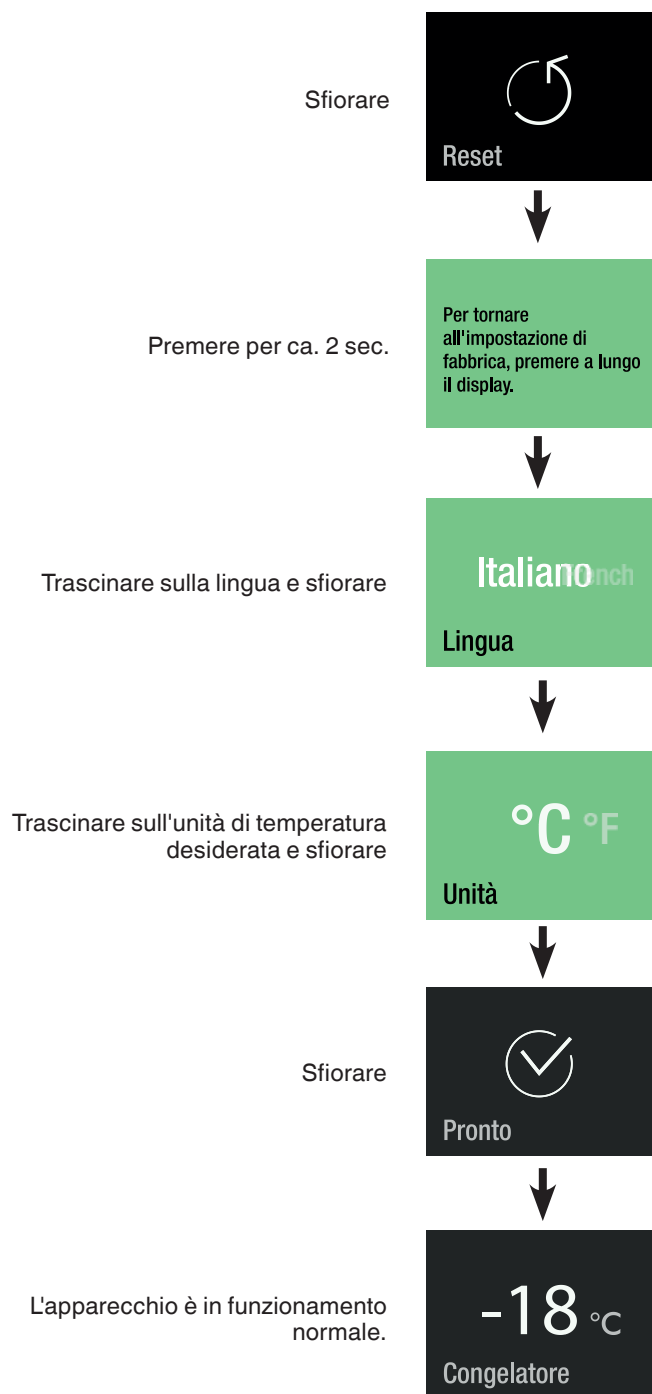 Sfiorare
Reset
Premere per ca. 2 sec.
Per tornare
all'impostazione di
fabbrica, premere a lungo
il display.
Trascinare sulla lingua e sfiorare
Italiano French
Lingua
Trascinare sull'unità di temperatura
desiderata e sfiorare
°C °F
Unità
Sfiorare
Pronto
L'apparecchio è in funzionamento
normale.
-18 °C
Congelatore